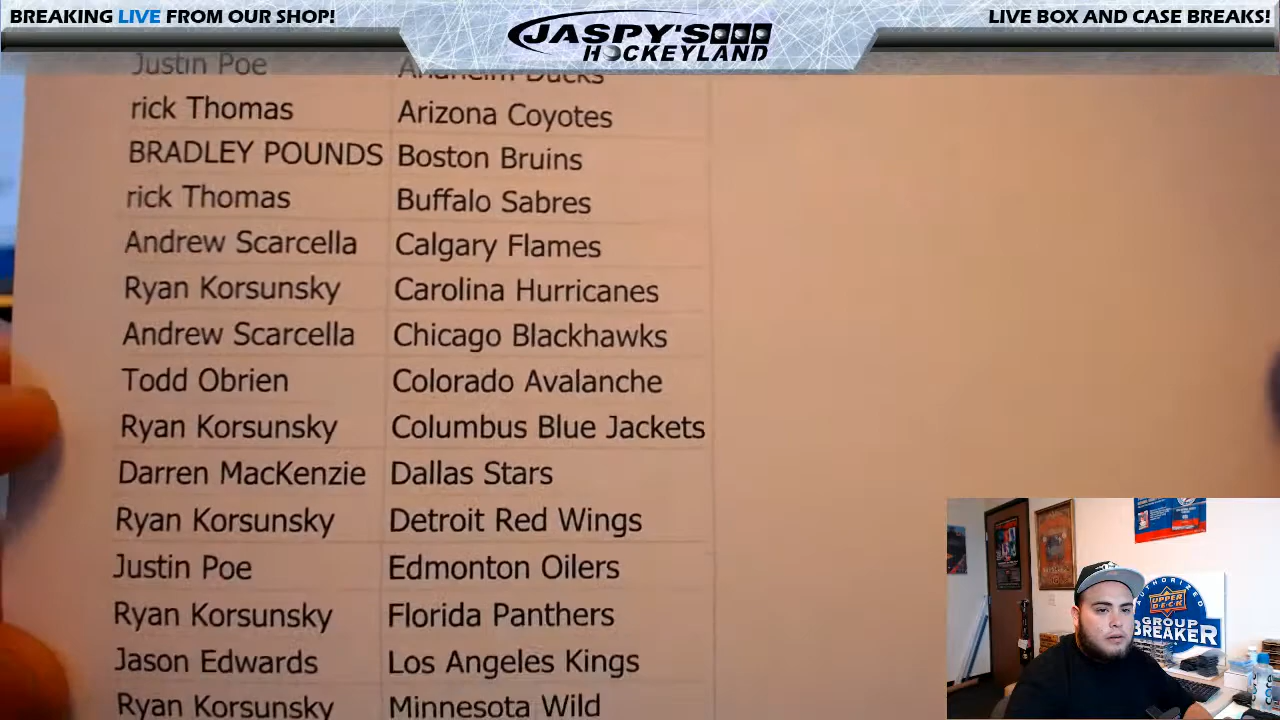 BREAKING LIVE FROM OUR SHOP!
JASPY'S
HOCKEYLAND
LIVE BOX AND CASE BREAKS!
Justin Poe Anaheim Ducks
rick Thomas Arizona Coyotes
BRADLEY POUNDS Boston Bruins
rick Thomas Buffalo Sabres
Andrew Scarcella Calgary Flames
Ryan Korsunsky Carolina Hurricanes
Andrew Scarcella Chicago Blackhawks
Todd Obrien Colorado Avalanche
Ryan Korsunsky Columbus Blue Jackets
Darren MacKenzie Dallas Stars
Ryan Korsunsky Detroit Red Wings
Justin Poe Edmonton Oilers
Ryan Korsunsky Florida Panthers
Jason Edwards Los Angeles Kings
Ryan Korsunsky Minnesota Wild
AUTHORIZED
UPPER DECK
GROUP
BREAKER